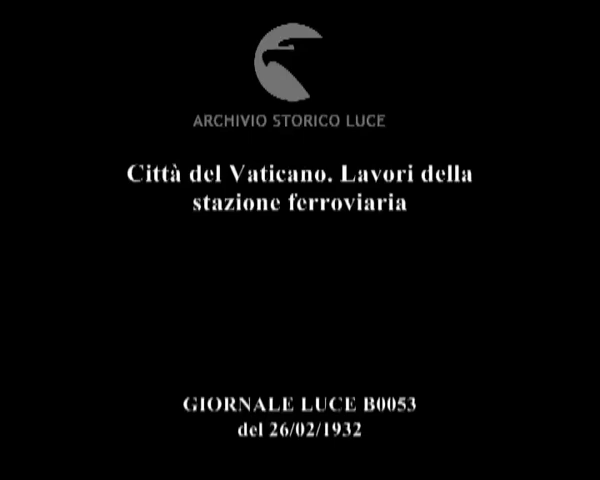 ARCHIVIO STORICO LUCE
Città del Vaticano. Lavori della
stazione ferroviaria
GIORNALE LUCE B0053
del 26/02/1932